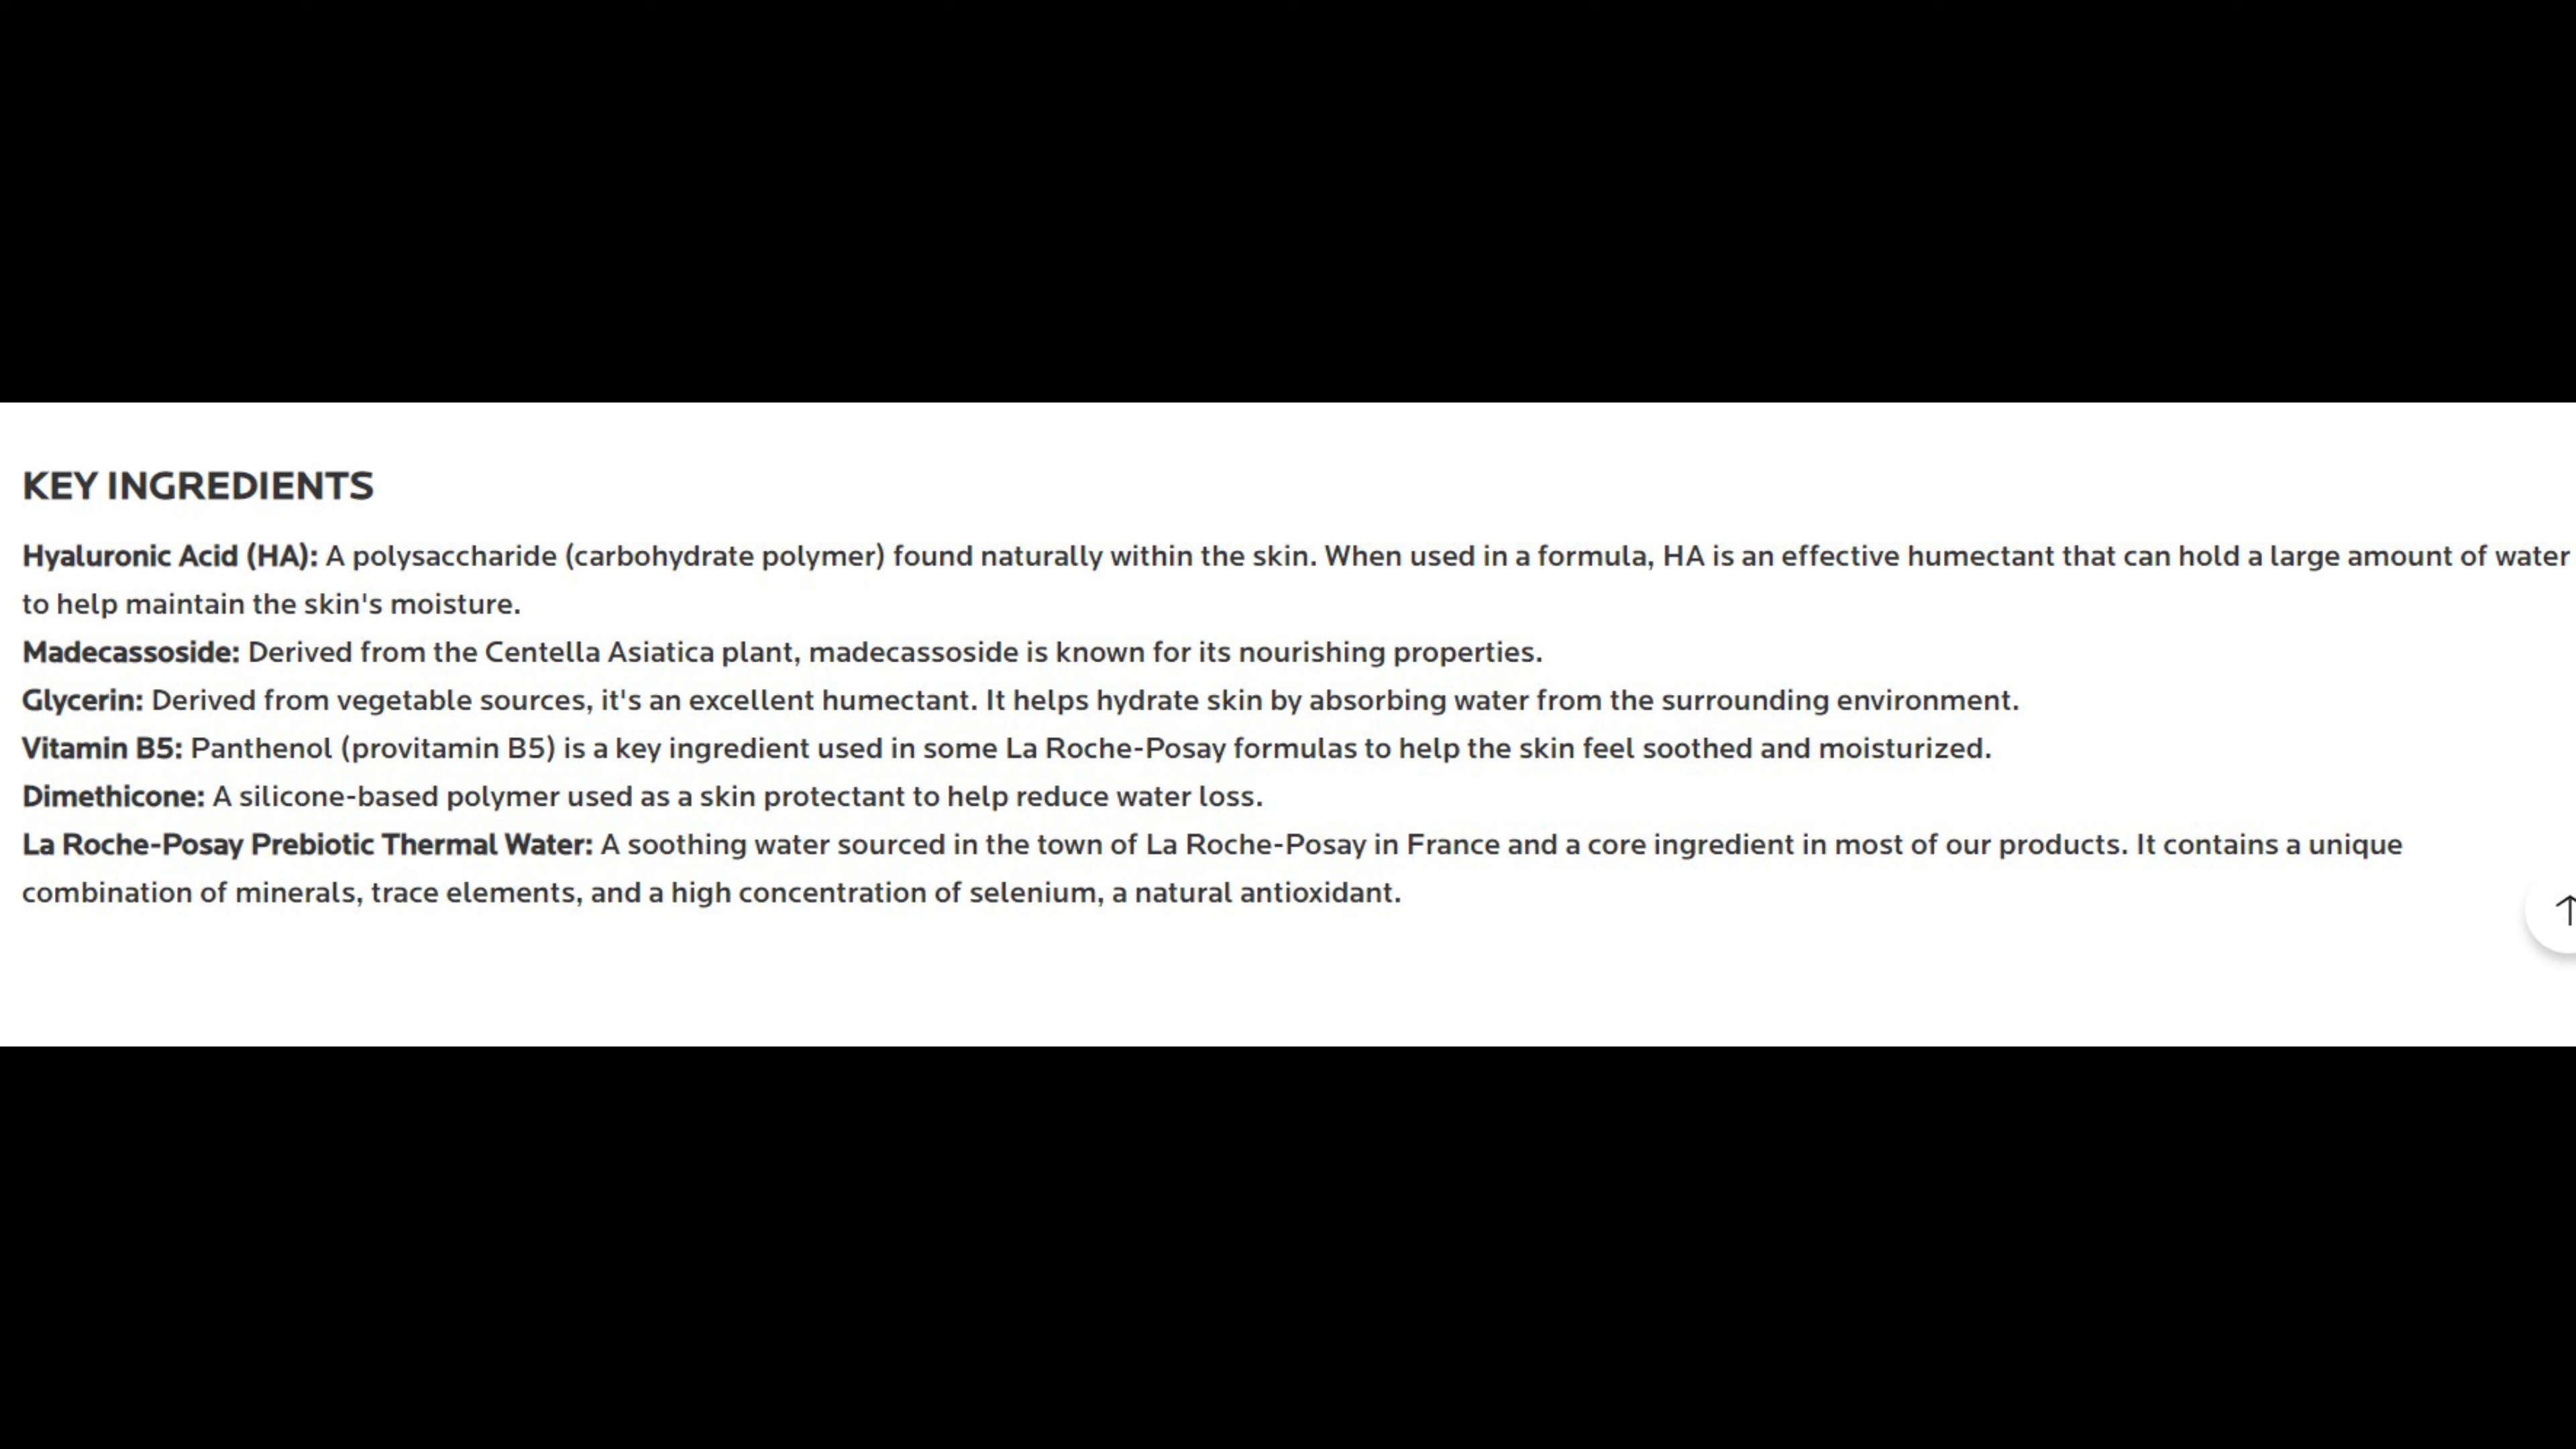 KEY INGREDIENTS
Hyaluronic Acid (HA): A polysaccharide (carbohydrate polymer) found naturally within the skin. When used in a formula, HA is an effective humectant that can hold a large amount of water
to help maintain the skin's moisture.
Madecassoside: Derived from the Centella Asiatica plant, madecassoside is known for its nourishing properties.
Glycerin: Derived from vegetable sources, it's an excellent humectant. It helps hydrate skin by absorbing water from the surrounding environment.
Vitamin B5: Panthenol (provitamin B5) is a key ingredient used in some La Roche-Posay formulas to help the skin feel soothed and moisturized.
Dimethicone: A silicone-based polymer used as a skin protectant to help reduce water loss.
La Roche-Posay Prebiotic Thermal Water: A soothing water sourced in the town of La Roche-Posay in France and a core ingredient in most of our products. It contains a unique
combination of minerals, trace elements, and a high concentration of selenium, a natural antioxidant.